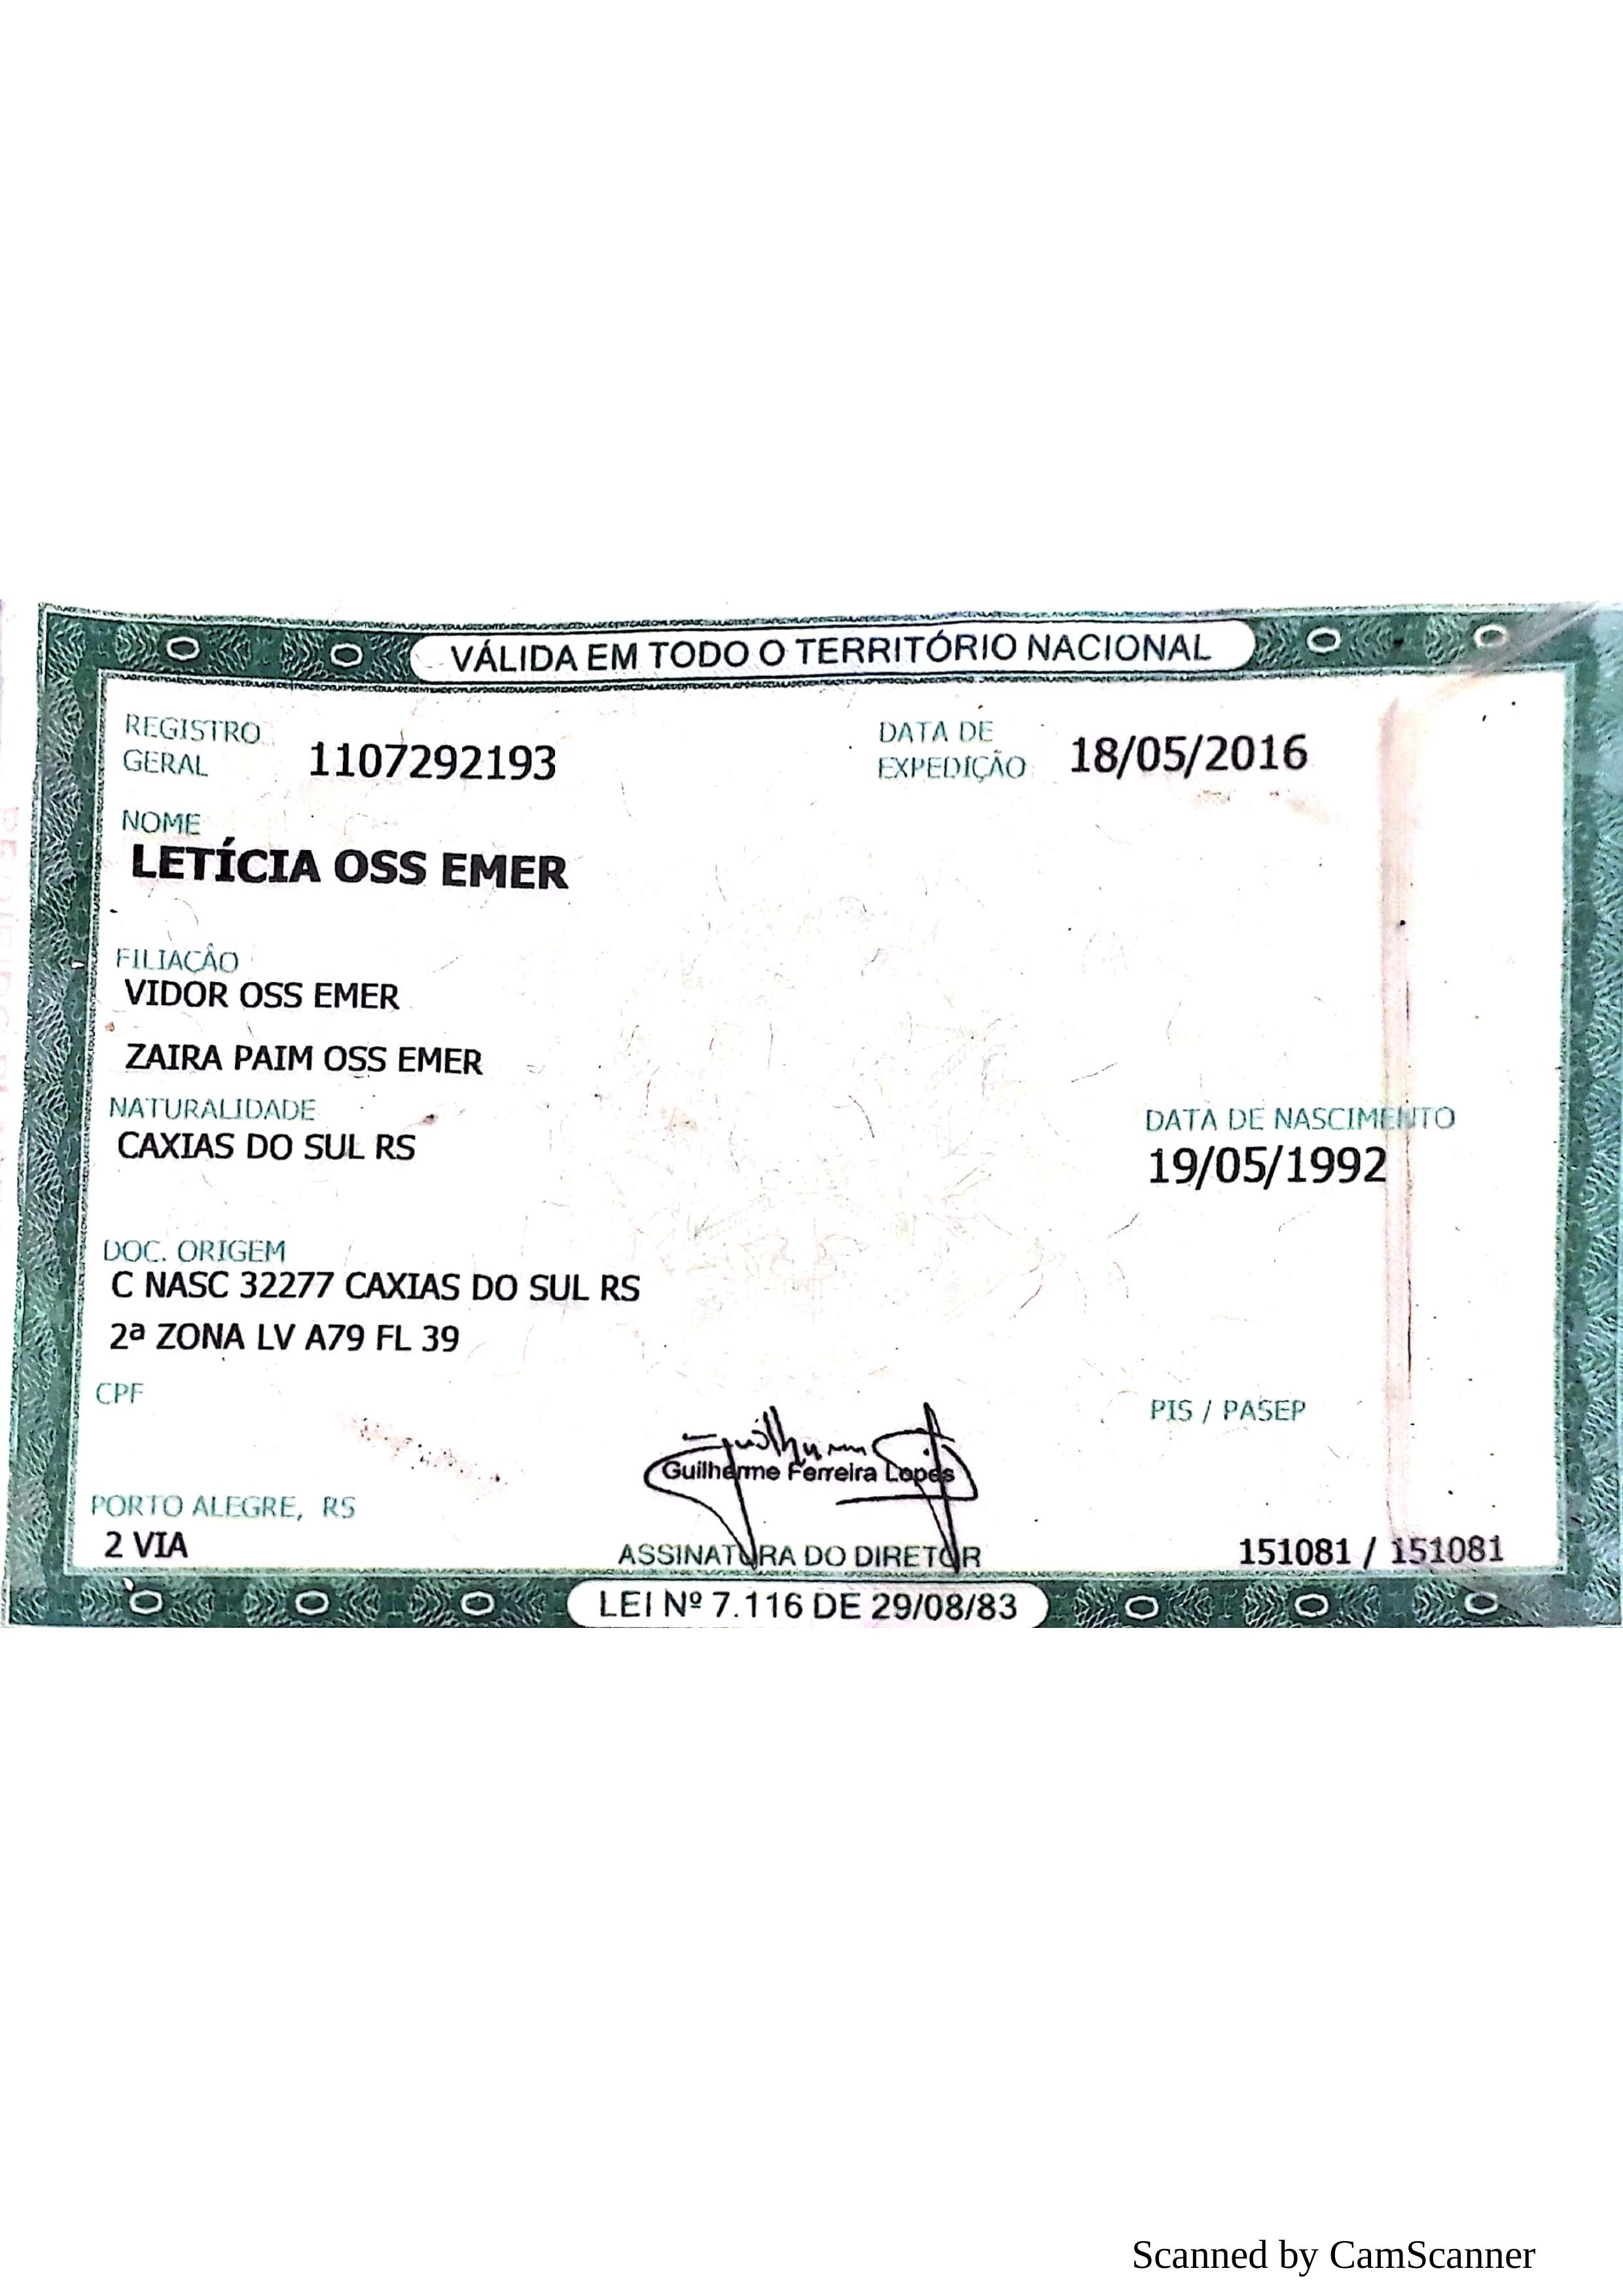 VÁLIDA EM TODO O TERRITÓRIO NACIONAL
REGISTRO GERAL 1107292193 DATA DE EXPEDIÇÃO 18/05/2016
NOME
LETÍCIA OSS EMER
FILIAÇÃO
VIDOR OSS EMER
ZAIRA PAIM OSS EMER
NATURALIDADE DATA DE NASCIMENTO
CAXIAS DO SUL RS 19/05/1992
DOC. ORIGEM
C NASC 32277 CAXIAS DO SUL RS
2ª ZONA LV A79 FL 39
CPF PIS / PASEP
Guilherme Ferreira Lopes
PORTO ALEGRE, RS
2 VIA ASSINATURA DO DIRETOR 151081 / 151081
LEI Nº 7.116 DE 29/08/83
Scanned by CamScanner